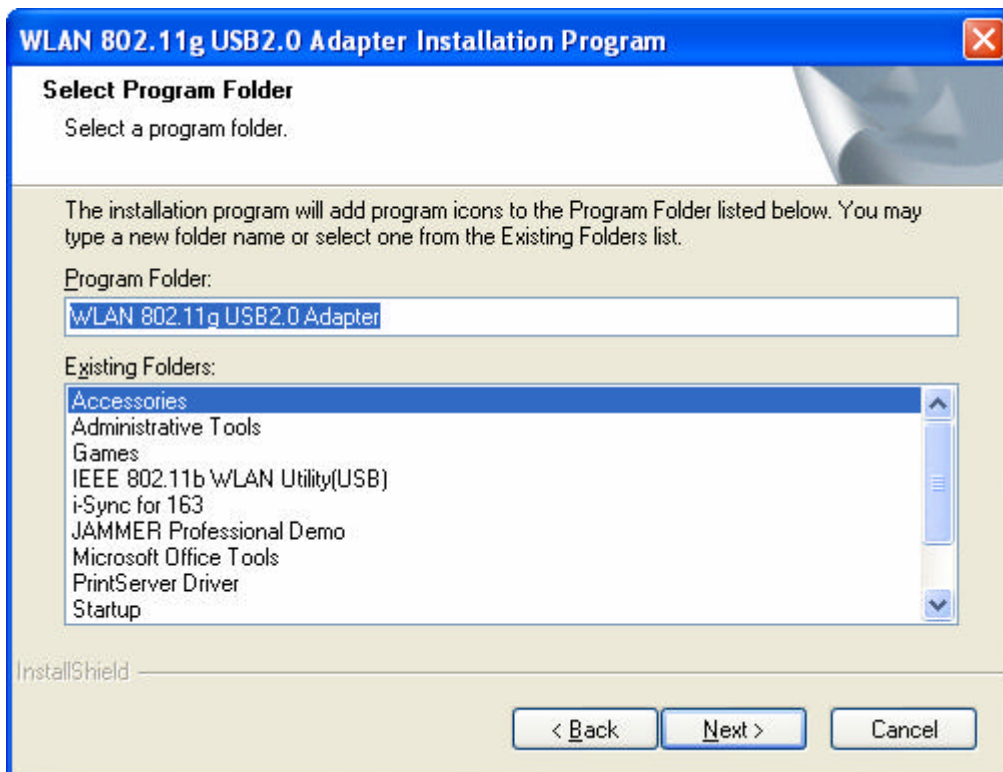 WLAN 802.11g USB2.0 Adapter Installation Program
Select Program Folder
Select a program folder.
The installation program will add program icons to the Program Folder listed below. You may
type a new folder name or select one from the Existing Folders list.
Program Folder:
WLAN 802.11g USB2.0 Adapter
Existing Folders:
Accessories
Administrative Tools
Games
IEEE 802.11b WLAN Utility(USB)
i-Sync for 163
JAMMER Professional Demo
Microsoft Office Tools
PrintServer Driver
Startup
InstallShield
< Back Next > Cancel